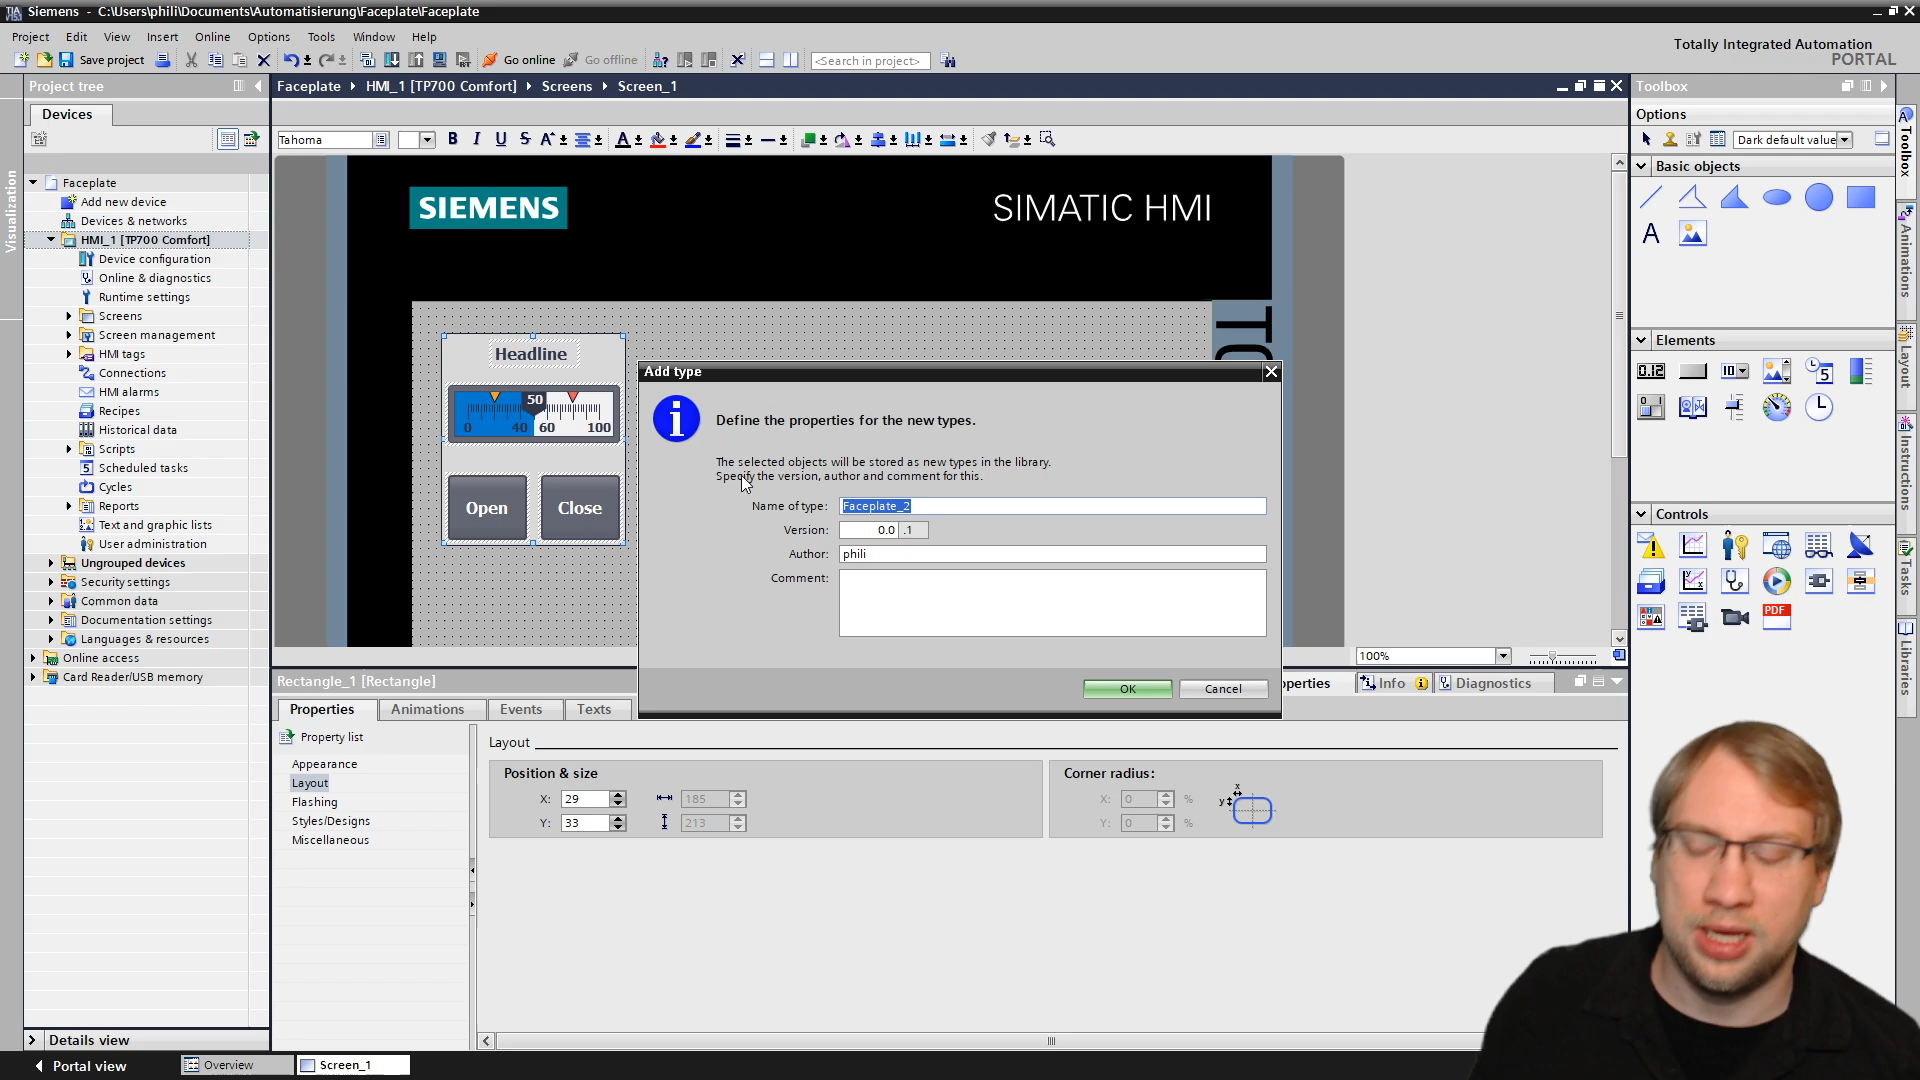 Siemens - C:\Users\phili\Documents\Automatisierung\Faceplate\Faceplate
Project Edit View Insert Online Options Tools Window Help
Totally Integrated Automation
PORTAL
Save project
Go online
Go offline
<Search in project>
Project tree
Faceplate HMI_1 [TP700 Comfort] Screens Screen_1
Toolbox
Devices
Options
Tahoma
B I U S
Dark default value
Visualization
Faceplate
Add new device
Devices & networks
HMI_1 [TP700 Comfort]
Device configuration
Online & diagnostics
Runtime settings
Screens
Screen management
HMI tags
Connections
HMI alarms
Recipes
Historical data
Scripts
Scheduled tasks
Cycles
Reports
Text and graphic lists
User administration
Ungrouped devices
Security settings
Common data
Documentation settings
Languages & resources
Online access
Card Reader/USB memory
Details view
SIEMENS
SIMATIC HMI
TO
Headline
50
0 40 60 100
Open
Close
Add type
Define the properties for the new types.
The selected objects will be stored as new types in the library.
Specify the version, author and comment for this.
Name of type: Faceplate_2
Version: 0.0 .1
Author: phili
Comment:
OK
Cancel
100%
Rectangle_1 [Rectangle]
operties
Info
Diagnostics
Properties
Animations
Events
Texts
Property list
Appearance
Layout
Flashing
Styles/Designs
Miscellaneous
Layout
Position & size
X: 29 185
Y: 33 213
Corner radius:
X: 0 %
Y: 0 %
x
y
Basic objects
A
Elements
0.12
10
5
0 1
Controls
PDF
Toolbox
Animations
Layout
Instructions
Tasks
Libraries
Portal view
Overview
Screen_1